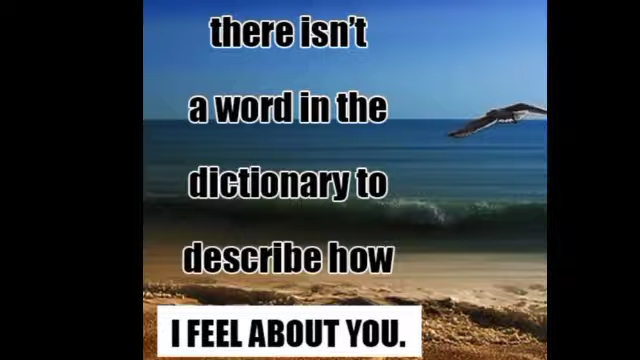 there isn't
a word in the
dictionary to
describe how
I FEEL ABOUT YOU.